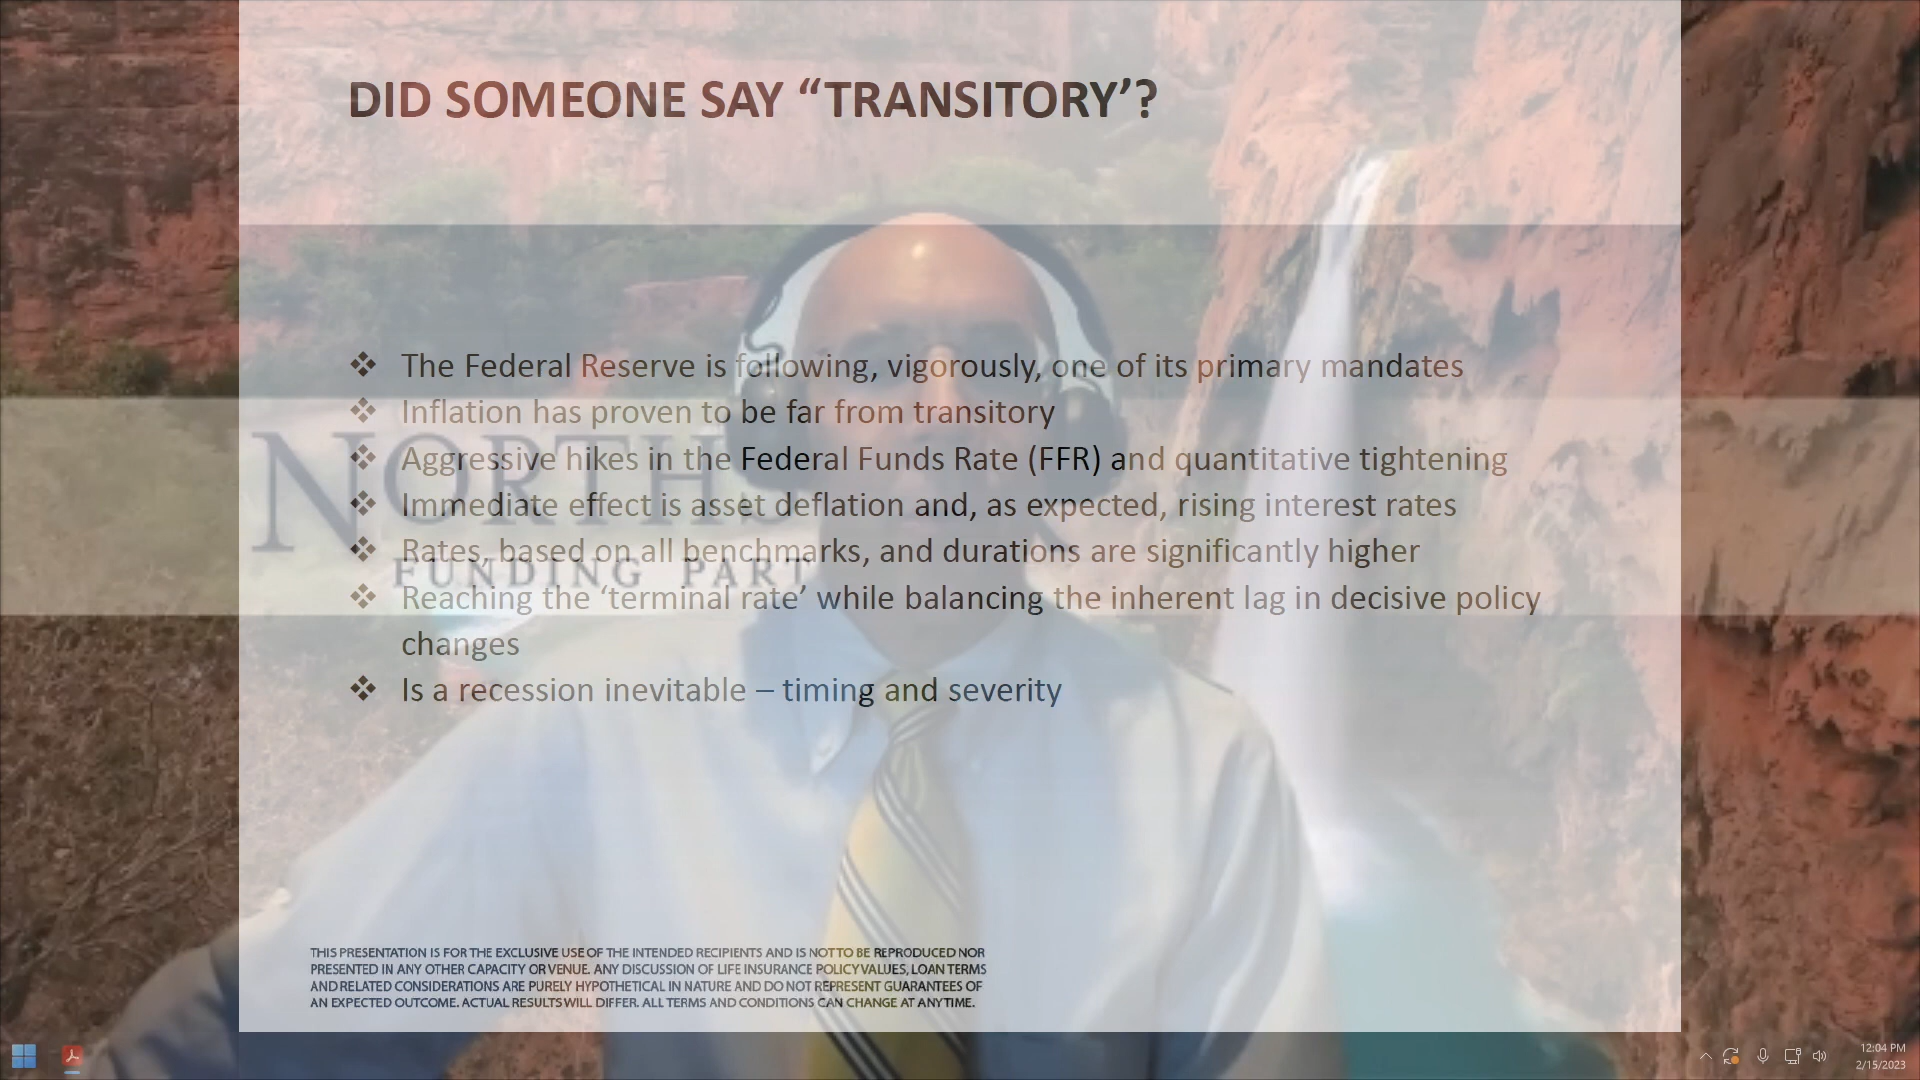 DID SOMEONE SAY “TRANSITORY’?
❖ The Federal Reserve is following, vigorously, one of its primary mandates
❖ Inflation has proven to be far from transitory
❖ Aggressive hikes in the Federal Funds Rate (FFR) and quantitative tightening
❖ Immediate effect is asset deflation and, as expected, rising interest rates
❖ Rates, based on all benchmarks, and durations are significantly higher
❖ Reaching the ‘terminal rate’ while balancing the inherent lag in decisive policy
changes
❖ Is a recession inevitable – timing and severity
NORTHS
FUNDING PART
THIS PRESENTATION IS FOR THE EXCLUSIVE USE OF THE INTENDED RECIPIENTS AND IS NOT TO BE REPRODUCED NOR
PRESENTED IN ANY OTHER CAPACITY OR VENUE. ANY DISCUSSION OF LIFE INSURANCE POLICY VALUES, LOAN TERMS
AND RELATED CONSIDERATIONS ARE PURELY HYPOTHETICAL IN NATURE AND DO NOT REPRESENT GUARANTEES OF
AN EXPECTED OUTCOME. ACTUAL RESULTS WILL DIFFER. ALL TERMS AND CONDITIONS CAN CHANGE AT ANYTIME.
12:04 PM
2/15/2023